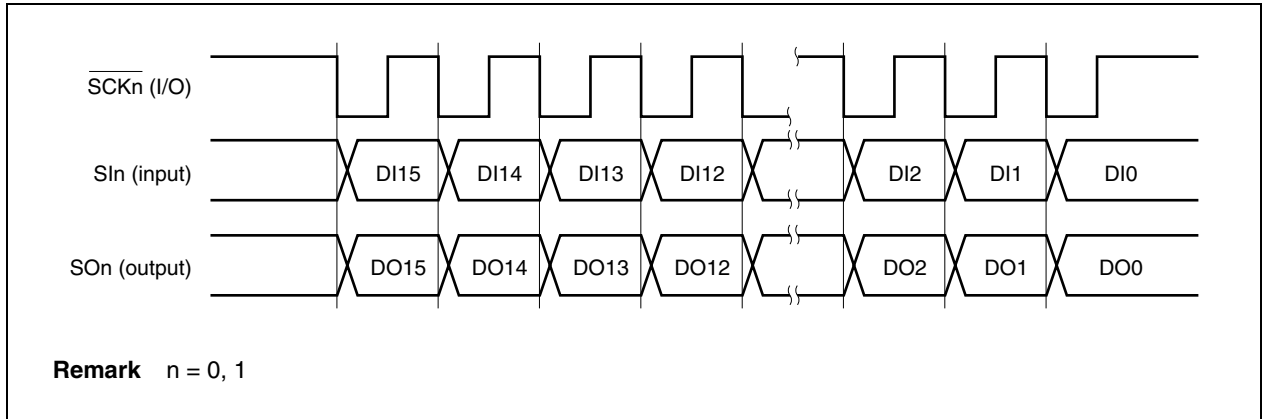 SCKn (I/O)
SIn (input) DI15 DI14 DI13 DI12 DI2 DI1 DI0
SOn (output) DO15 DO14 DO13 DO12 DO2 DO1 DO0
Remark n = 0, 1